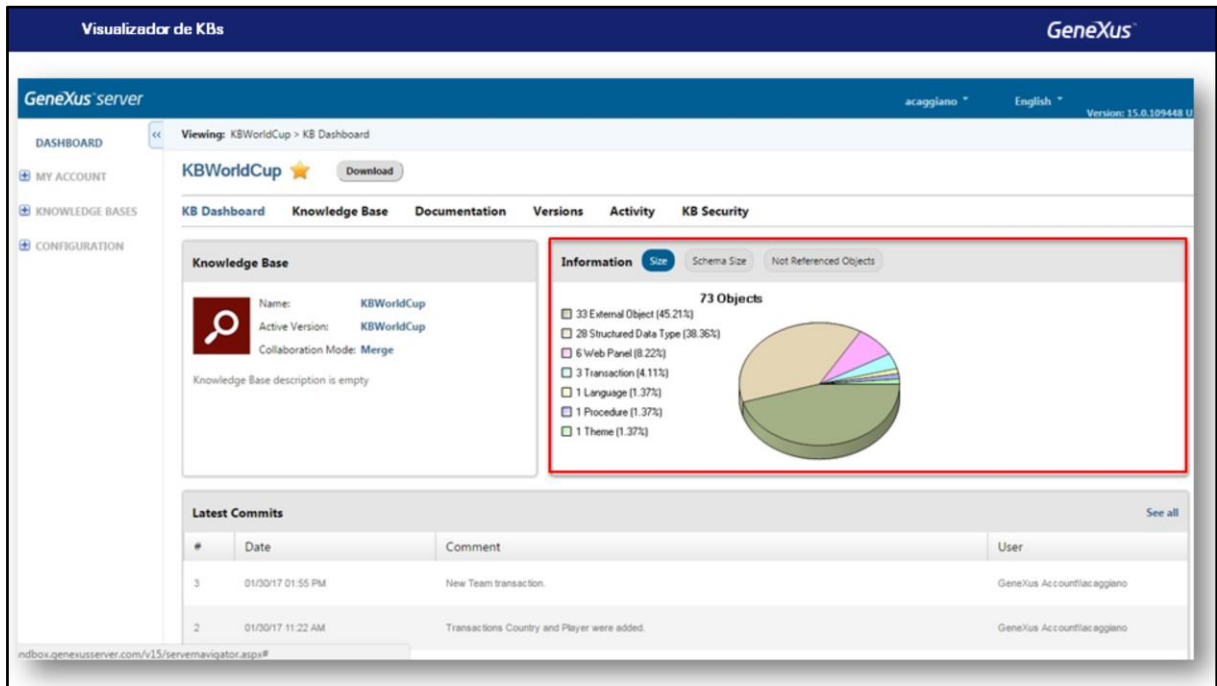 Visualizador de KBs
GeneXus™
GeneXus™ server
acaggiano
English
Version: 15.0.109448 U
DASHBOARD
<<
MY ACCOUNT
KNOWLEDGE BASES
CONFIGURATION
Viewing: KBWorldCup > KB Dashboard
KBWorldCup
Download
KB Dashboard Knowledge Base Documentation Versions Activity KB Security
Knowledge Base
Name: KBWorldCup
Active Version: KBWorldCup
Collaboration Mode: Merge
Knowledge Base description is empty
Information Size Schema Size Not Referenced Objects
73 Objects
33 External Object (45.21%)
28 Structured Data Type (38.36%)
6 Web Panel (8.22%)
3 Transaction (4.11%)
1 Language (1.37%)
1 Procedure (1.37%)
1 Theme (1.37%)
Latest Commits
See all
# Date Comment User
3 01/30/17 01:55 PM New Team transaction. GeneXus Account\lacaggiano
2 01/30/17 11:22 AM Transactions Country and Player were added. GeneXus Account\lacaggiano
ndbox.genexusserver.com/v15/servernavigator.aspx#